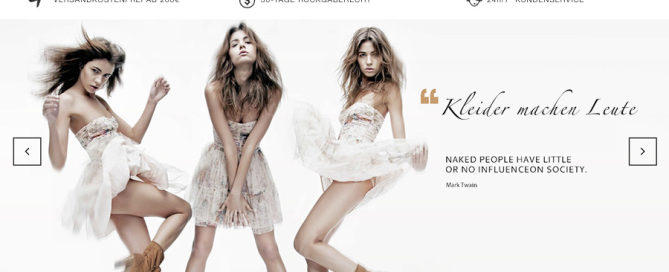 VERSANDKOSTENFREI AB 200€
30-TAGE-RÜCKGABERECHT
24h/7 - KUNDENSERVICE
“ Kleider machen Leute
NAKED PEOPLE HAVE LITTLE
OR NO INFLUENCEON SOCIETY.
Mark Twain